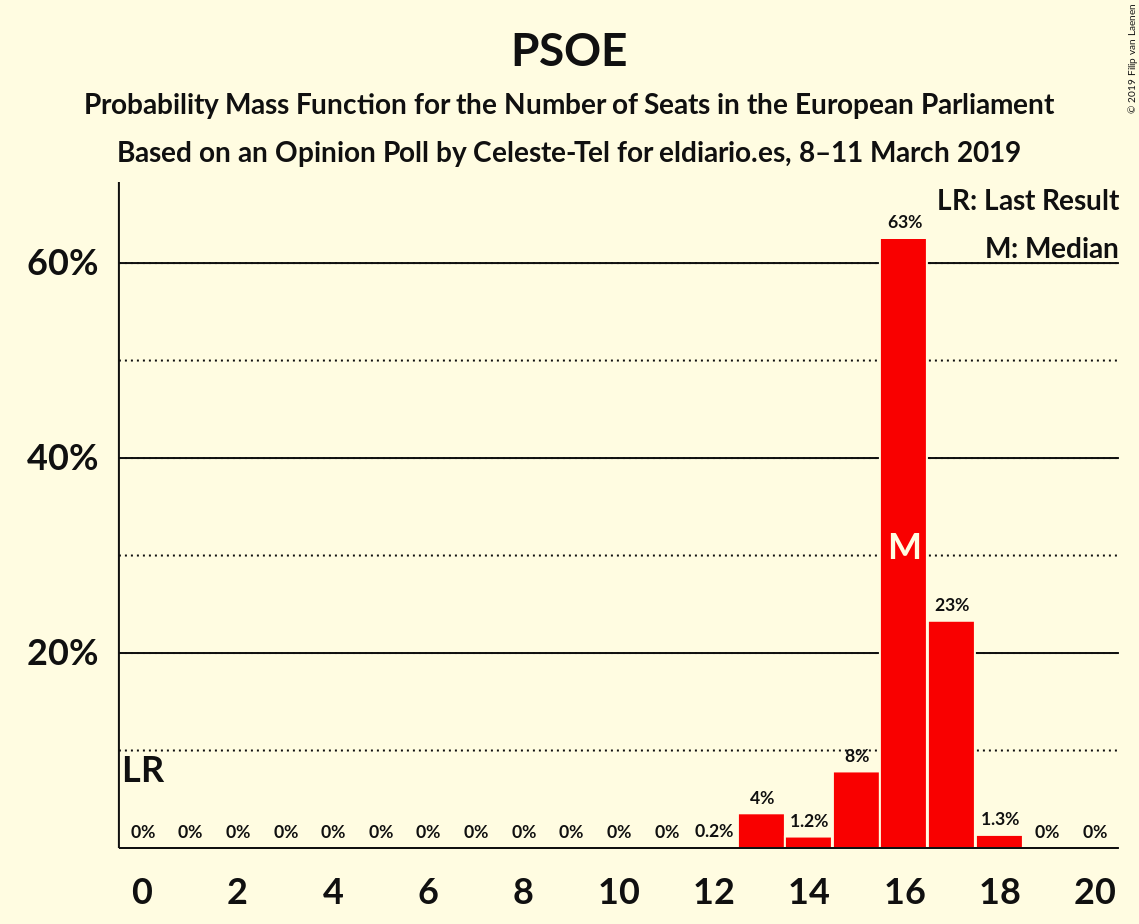 © 2019 Filip van Laenen
PSOE
Probability Mass Function for the Number of Seats in the European Parliament
Based on an Opinion Poll by Celeste-Tel for eldiario.es, 8–11 March 2019
LR: Last Result
M: Median
60%
40%
20%
LR
M
0% 0% 0% 0% 0% 0% 0% 0% 0% 0% 0% 0% 0.2% 4% 1.2% 8% 63% 23% 1.3% 0% 0%
0 2 4 6 8 10 12 14 16 18 20